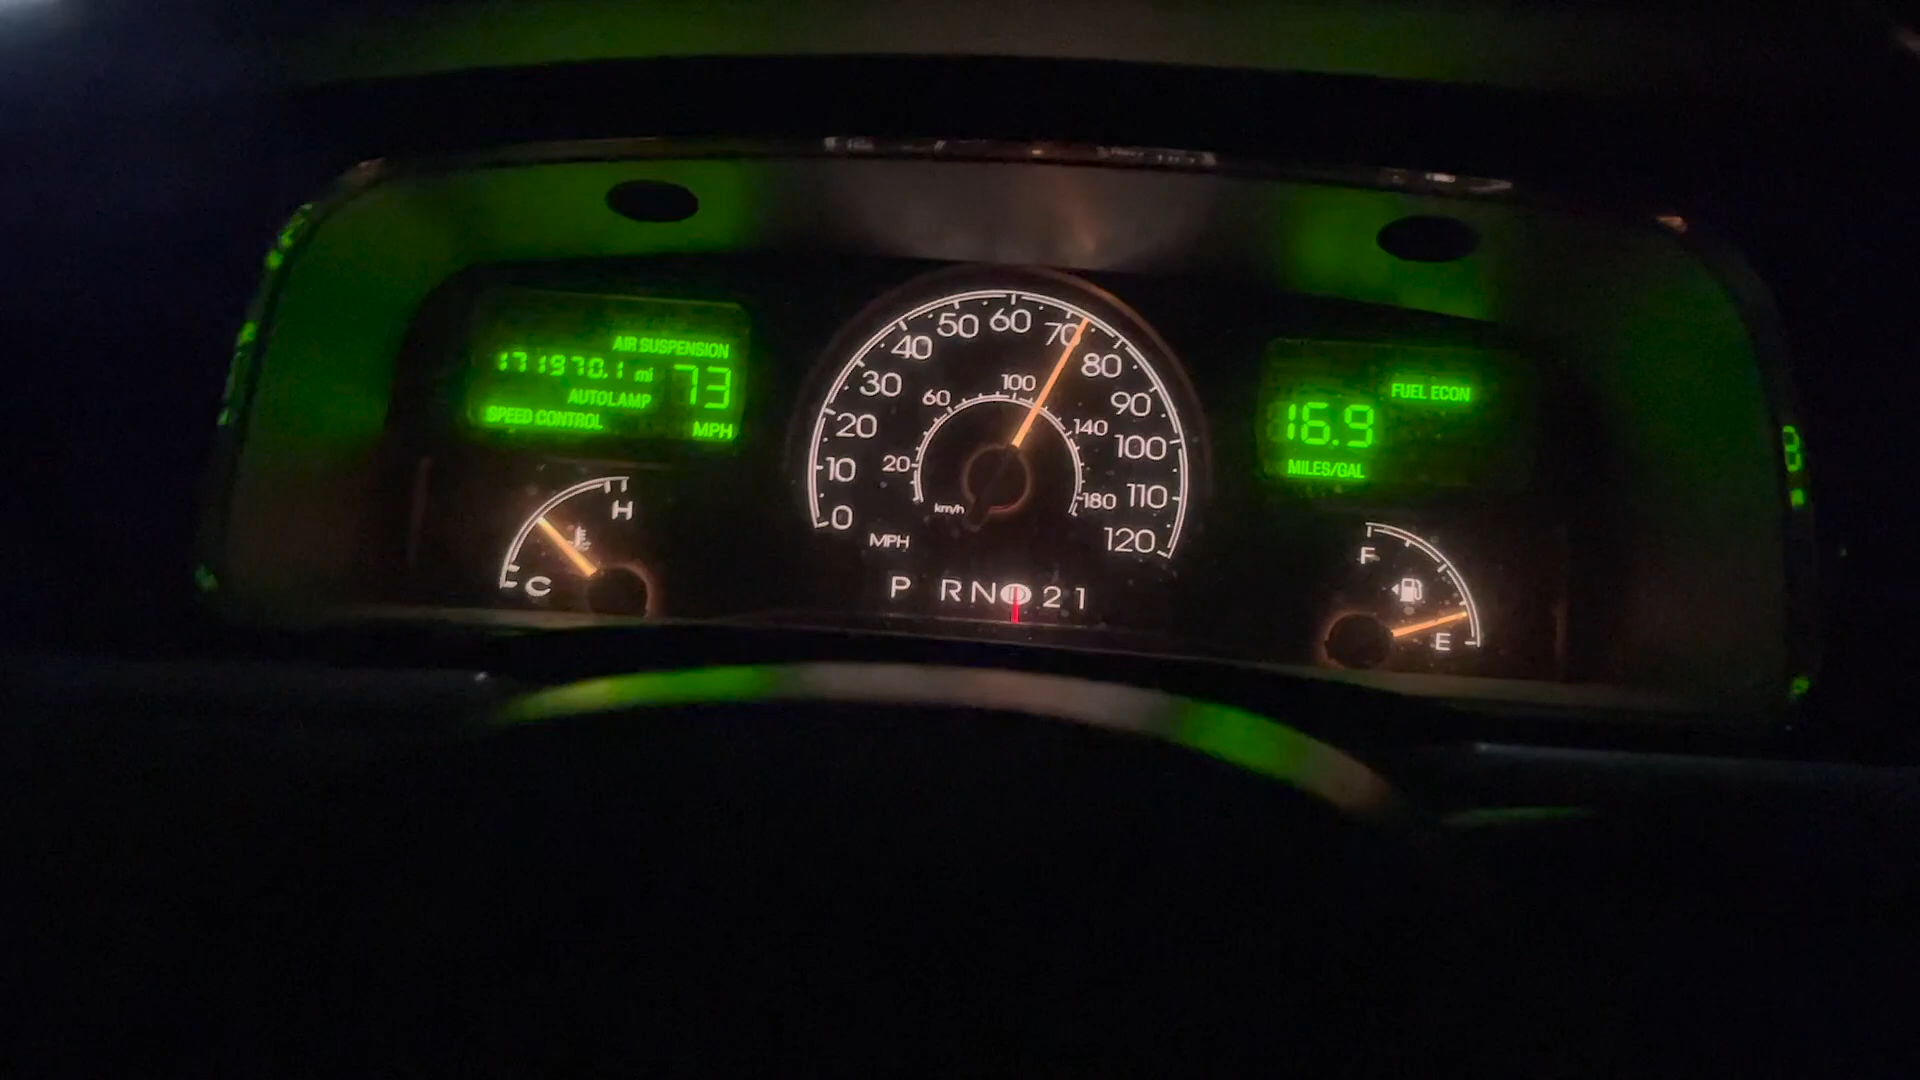 AIR SUSPENSION
171970.1 mi 73
AUTOLAMP
SPEED CONTROL MPH
H
C
0 10 20 30 40 50 60 70 80 90 100 110 120
MPH
20 60 100 140 180
km/h
P R N D 2 1
FUEL ECON
16.9
MILES/GAL
F
E